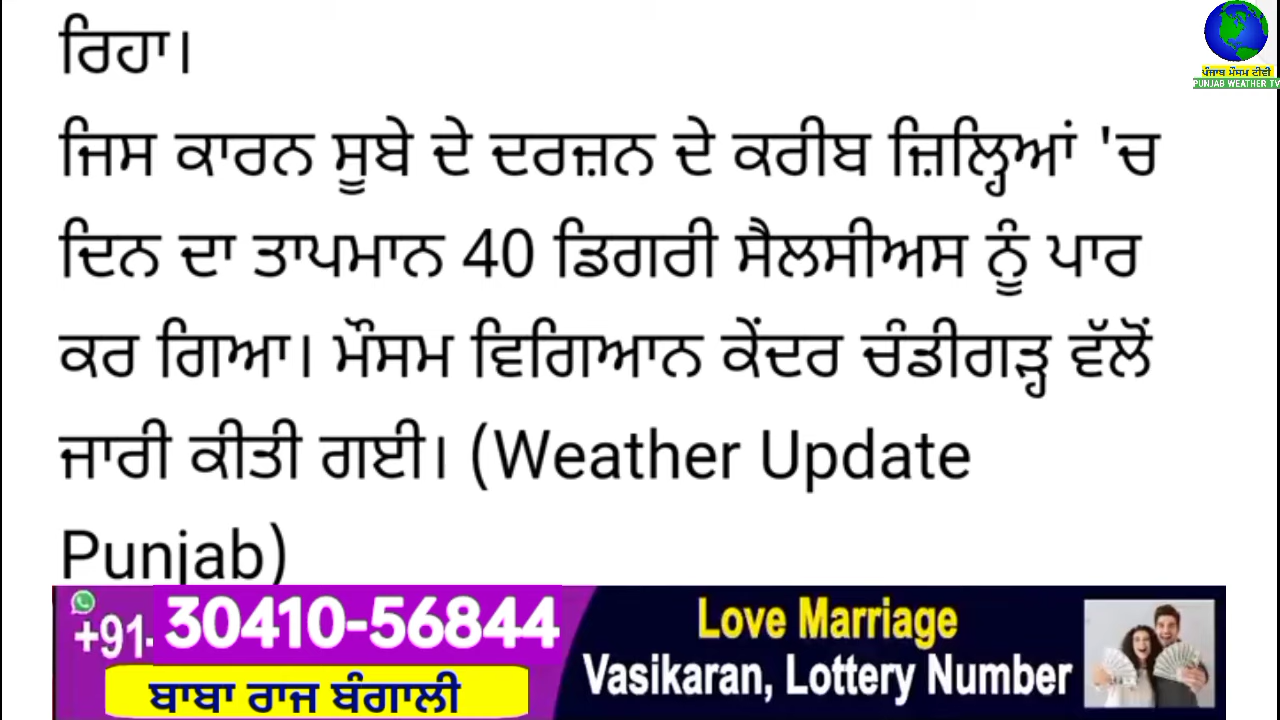 ਰਿਹਾ।
ਜਿਸ ਕਾਰਨ ਸੂਬੇ ਦੇ ਦਰਜ਼ਨ ਦੇ ਕਰੀਬ ਜ਼ਿਲ੍ਹਿਆਂ 'ਚ
ਦਿਨ ਦਾ ਤਾਪਮਾਨ 40 ਡਿਗਰੀ ਸੈਲਸੀਅਸ ਨੂੰ ਪਾਰ
ਕਰ ਗਿਆ। ਮੌਸਮ ਵਿਗਿਆਨ ਕੇਂਦਰ ਚੰਡੀਗੜ੍ਹ ਵੱਲੋਂ
ਜਾਰੀ ਕੀਤੀ ਗਈ। (Weather Update
Punjab)
ਪੰਜਾਬ ਮੌਸਮ ਟੀਵੀ
PUNJAB WEATHER TV
+91. 30410-56844
ਬਾਬਾ ਰਾਜ ਬੰਗਾਲੀ
Love Marriage
Vasikaran, Lottery Number